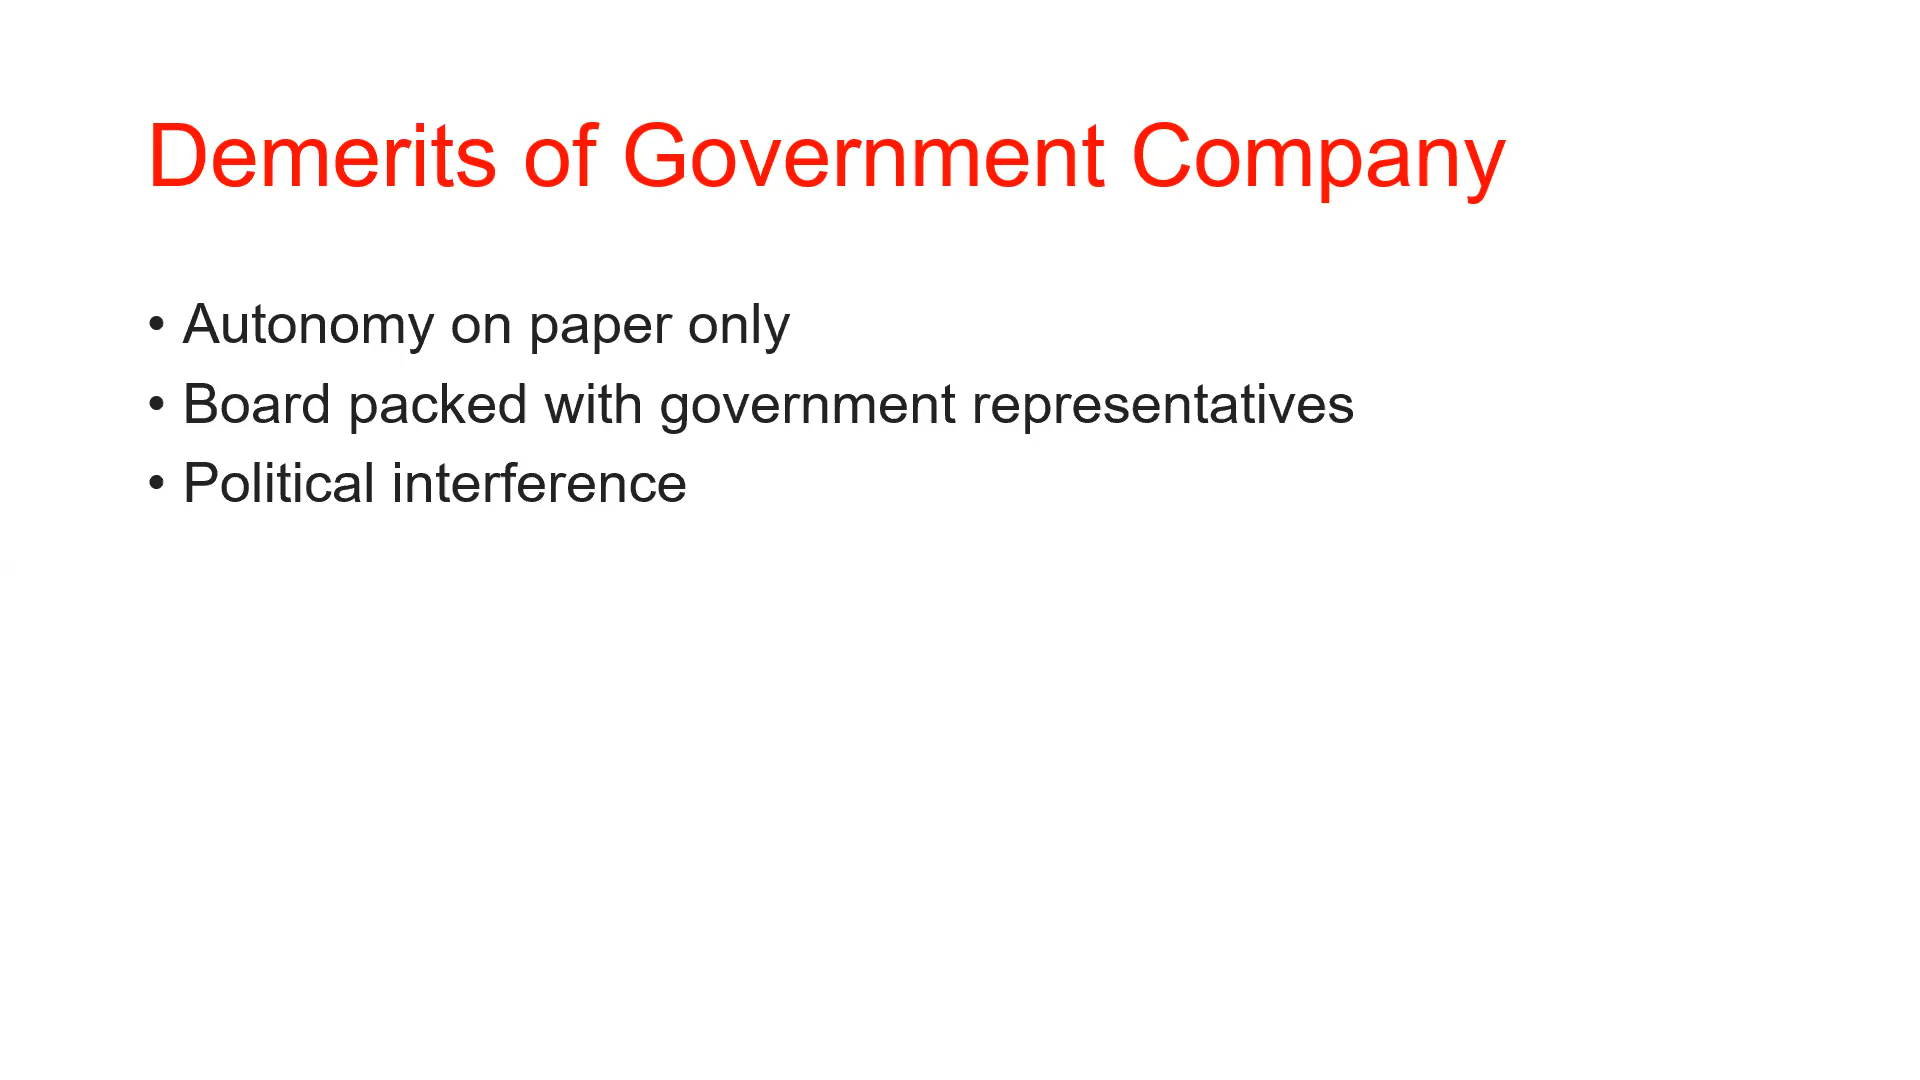 Demerits of Government Company
• Autonomy on paper only
• Board packed with government representatives
• Political interference